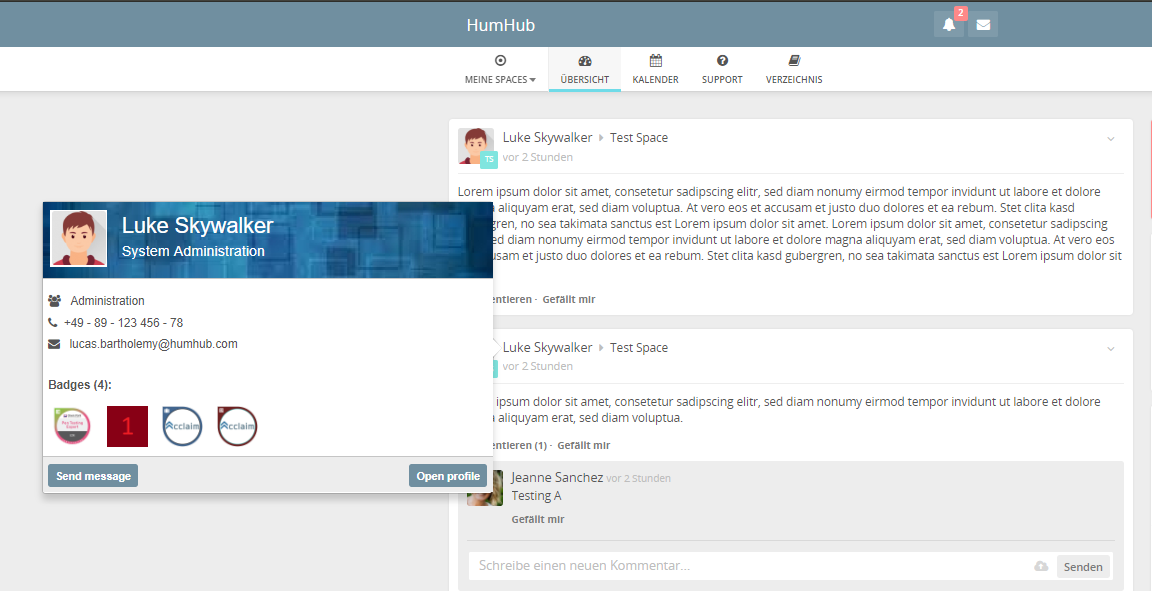 HumHub
2
MEINE SPACES
ÜBERSICHT
KALENDER
SUPPORT
VERZEICHNIS
Luke Skywalker Test Space
TS
vor 2 Stunden
Lorem ipsum dolor sit amet, consetetur sadipscing elitr, sed diam nonumy eirmod tempor invidunt ut labore et dolore
aliquyam erat, sed diam voluptua. At vero eos et accusam et justo duo dolores et ea rebum. Stet clita kasd
gren, no sea takimata sanctus est Lorem ipsum dolor sit amet. Lorem ipsum dolor sit amet, consetetur sadipscing
ed diam nonumy eirmod tempor invidunt ut labore et dolore magna aliquyam erat, sed diam voluptua. At vero eos
usam et justo duo dolores et ea rebum. Stet clita kasd gubergren, no sea takimata sanctus est Lorem ipsum dolor sit
entieren · Gefällt mir
Luke Skywalker
System Administration
Administration
+49 - 89 - 123 456 - 78
lucas.bartholemy@humhub.com
Badges (4):
1
Acclaim
Acclaim
Send message
Open profile
Luke Skywalker Test Space
vor 2 Stunden
ipsum dolor sit amet, consetetur sadipscing elitr, sed diam nonumy eirmod tempor invidunt ut labore et dolore
aliquyam erat, sed diam voluptua.
entieren (1) · Gefällt mir
Jeanne Sanchez vor 2 Stunden
Testing A
Gefällt mir
Schreibe einen neuen Kommentar...
Senden